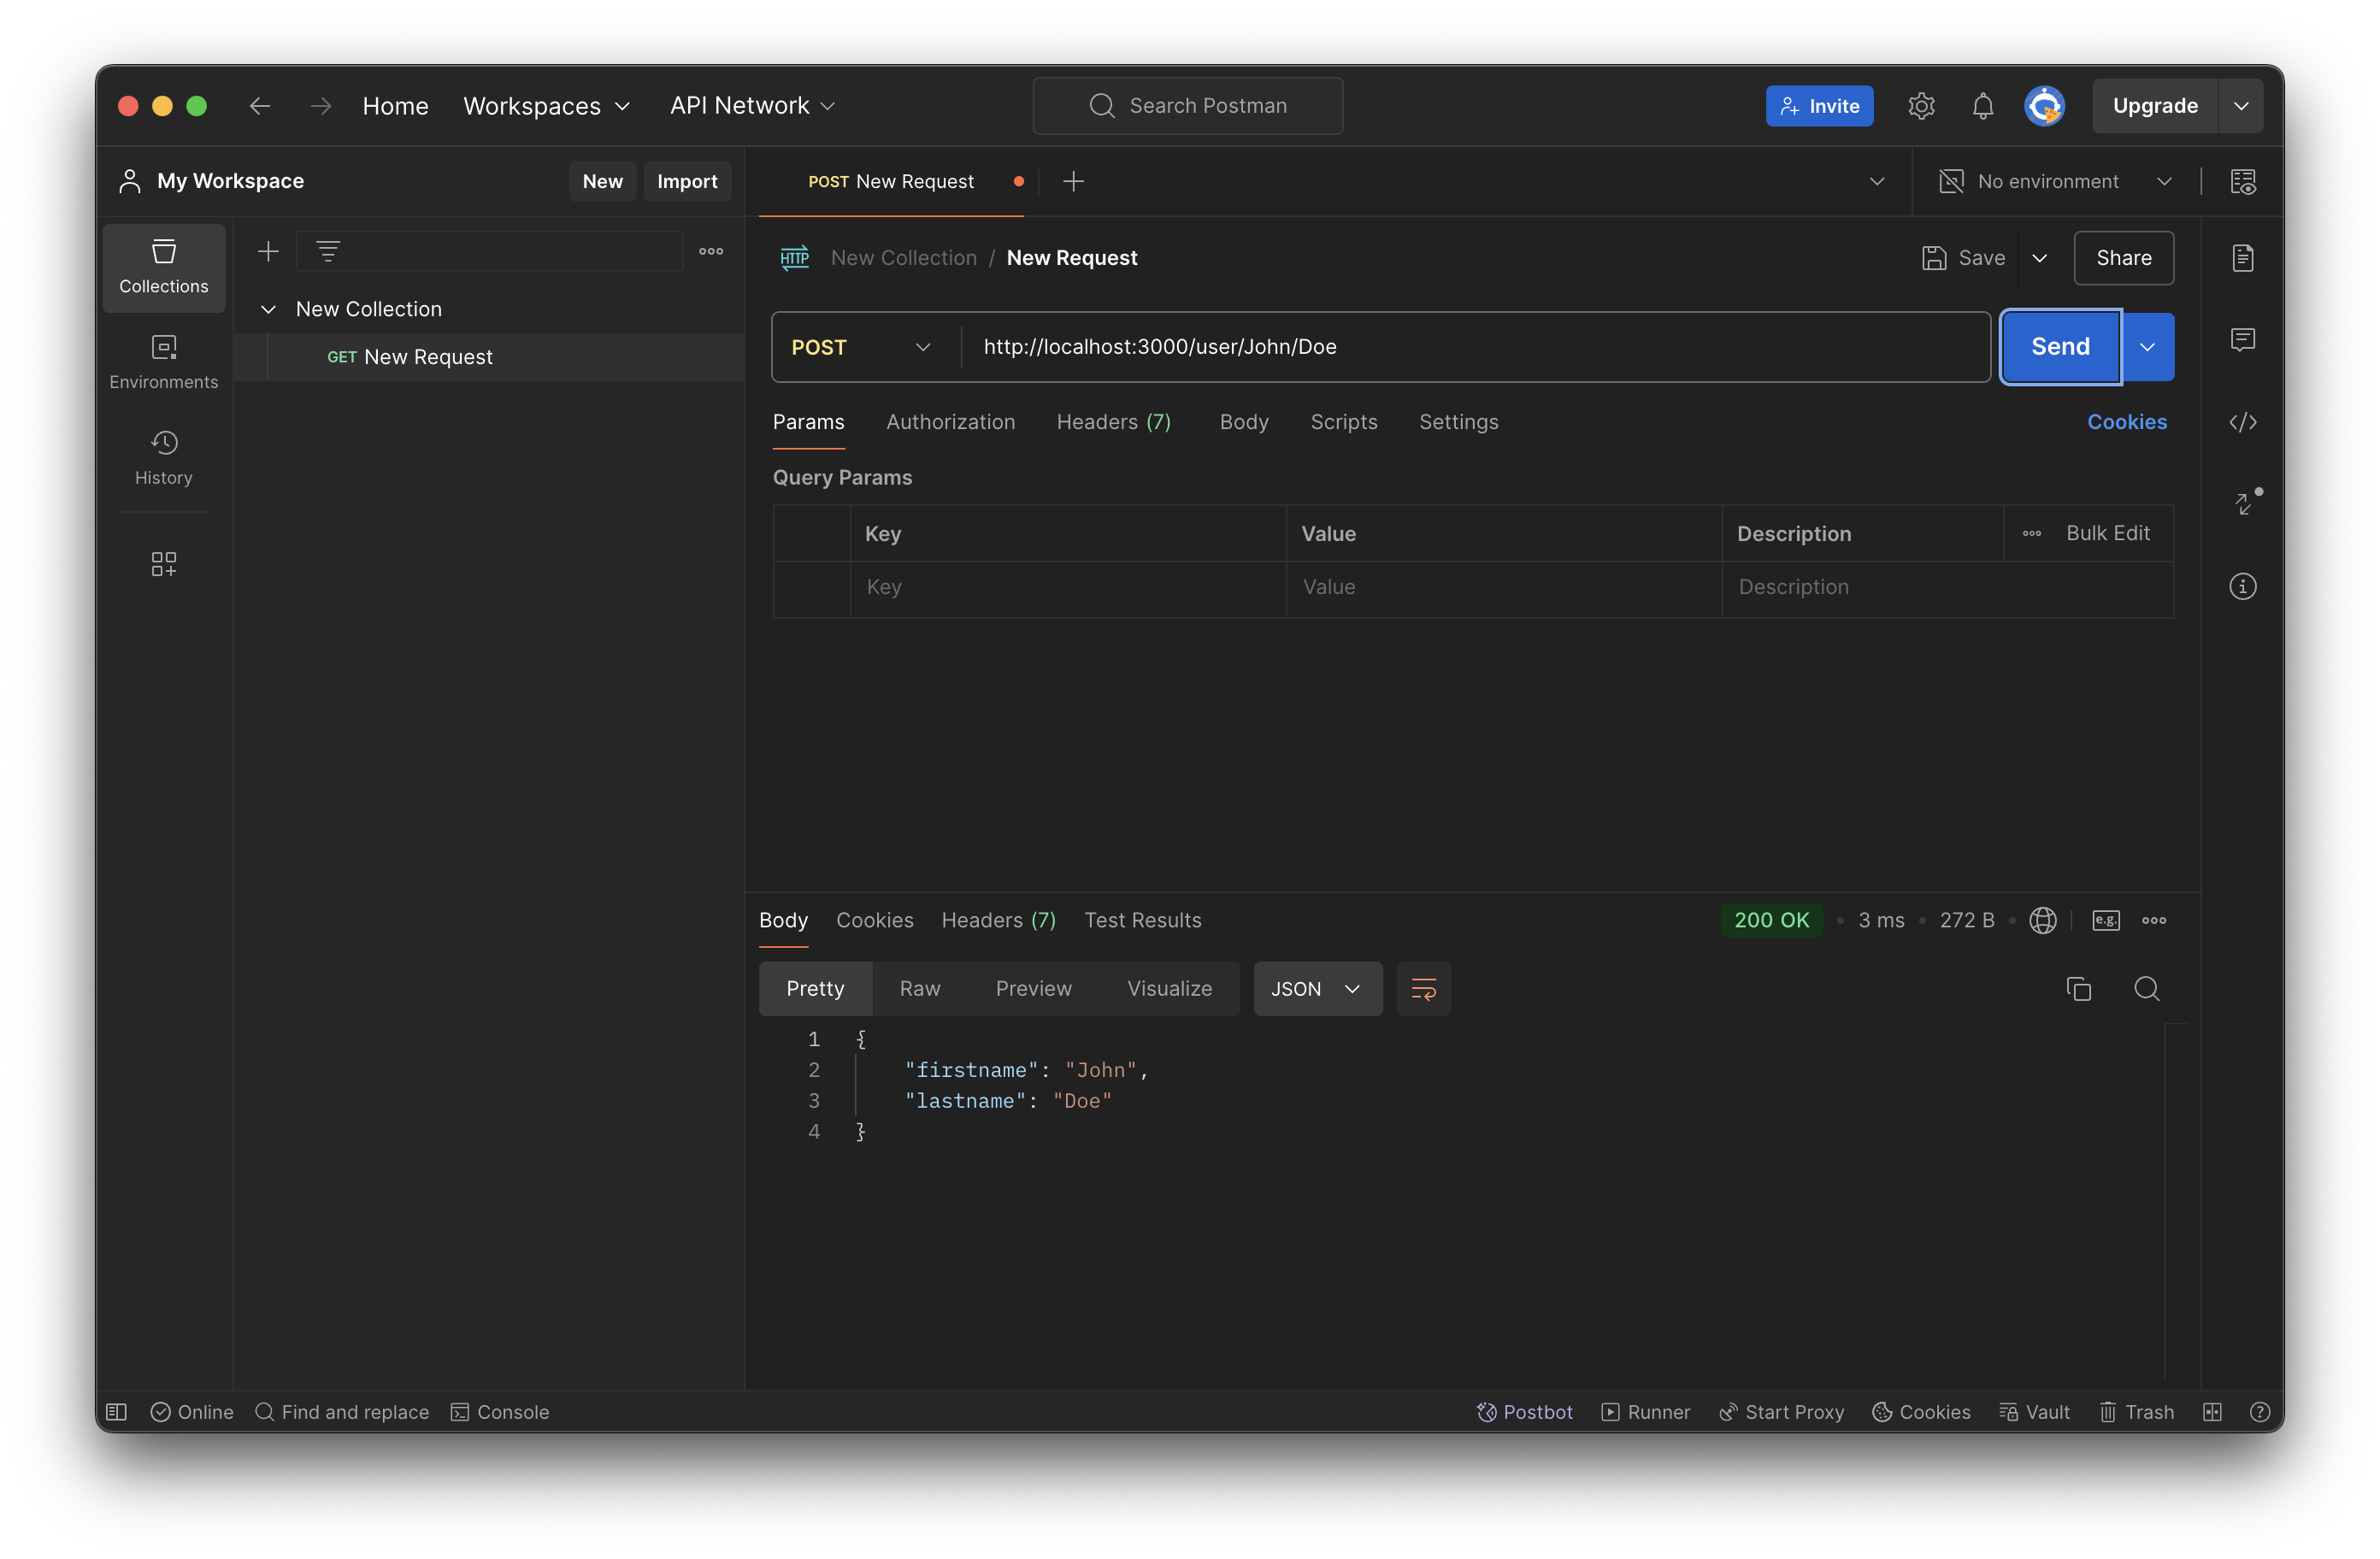 Home Workspaces API Network Search Postman Invite Upgrade
My Workspace New Import POST New Request No environment
Collections
Environments
History
New Collection
GET New Request
HTTP New Collection / New Request Save Share
POST http://localhost:3000/user/John/Doe Send
Params Authorization Headers (7) Body Scripts Settings Cookies
Query Params
Key Value Description Bulk Edit
Key Value Description
Body Cookies Headers (7) Test Results 200 OK • 3 ms • 272 B • e.g.
Pretty Raw Preview Visualize JSON
1 {
2 "firstname": "John",
3 "lastname": "Doe"
4 }
Online Find and replace Console Postbot Runner Start Proxy Cookies Vault Trash